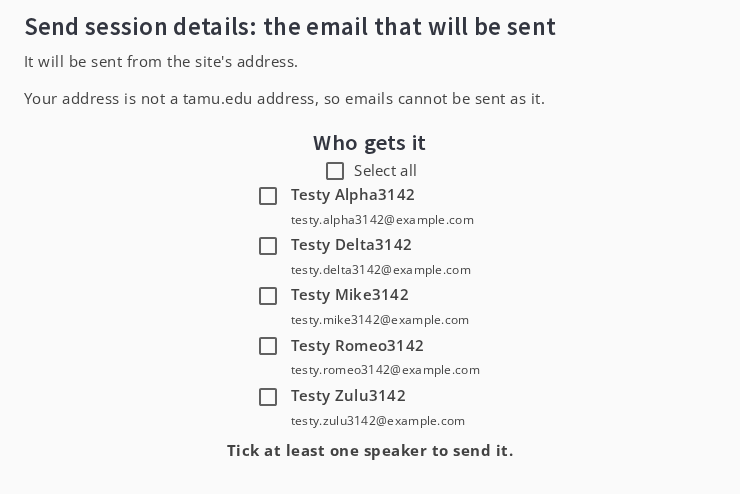 Send session details: the email that will be sent
It will be sent from the site's address.
Your address is not a tamu.edu address, so emails cannot be sent as it.
Who gets it
Select all
Testy Alpha3142
testy.alpha3142@example.com
Testy Delta3142
testy.delta3142@example.com
Testy Mike3142
testy.mike3142@example.com
Testy Romeo3142
testy.romeo3142@example.com
Testy Zulu3142
testy.zulu3142@example.com
Tick at least one speaker to send it.